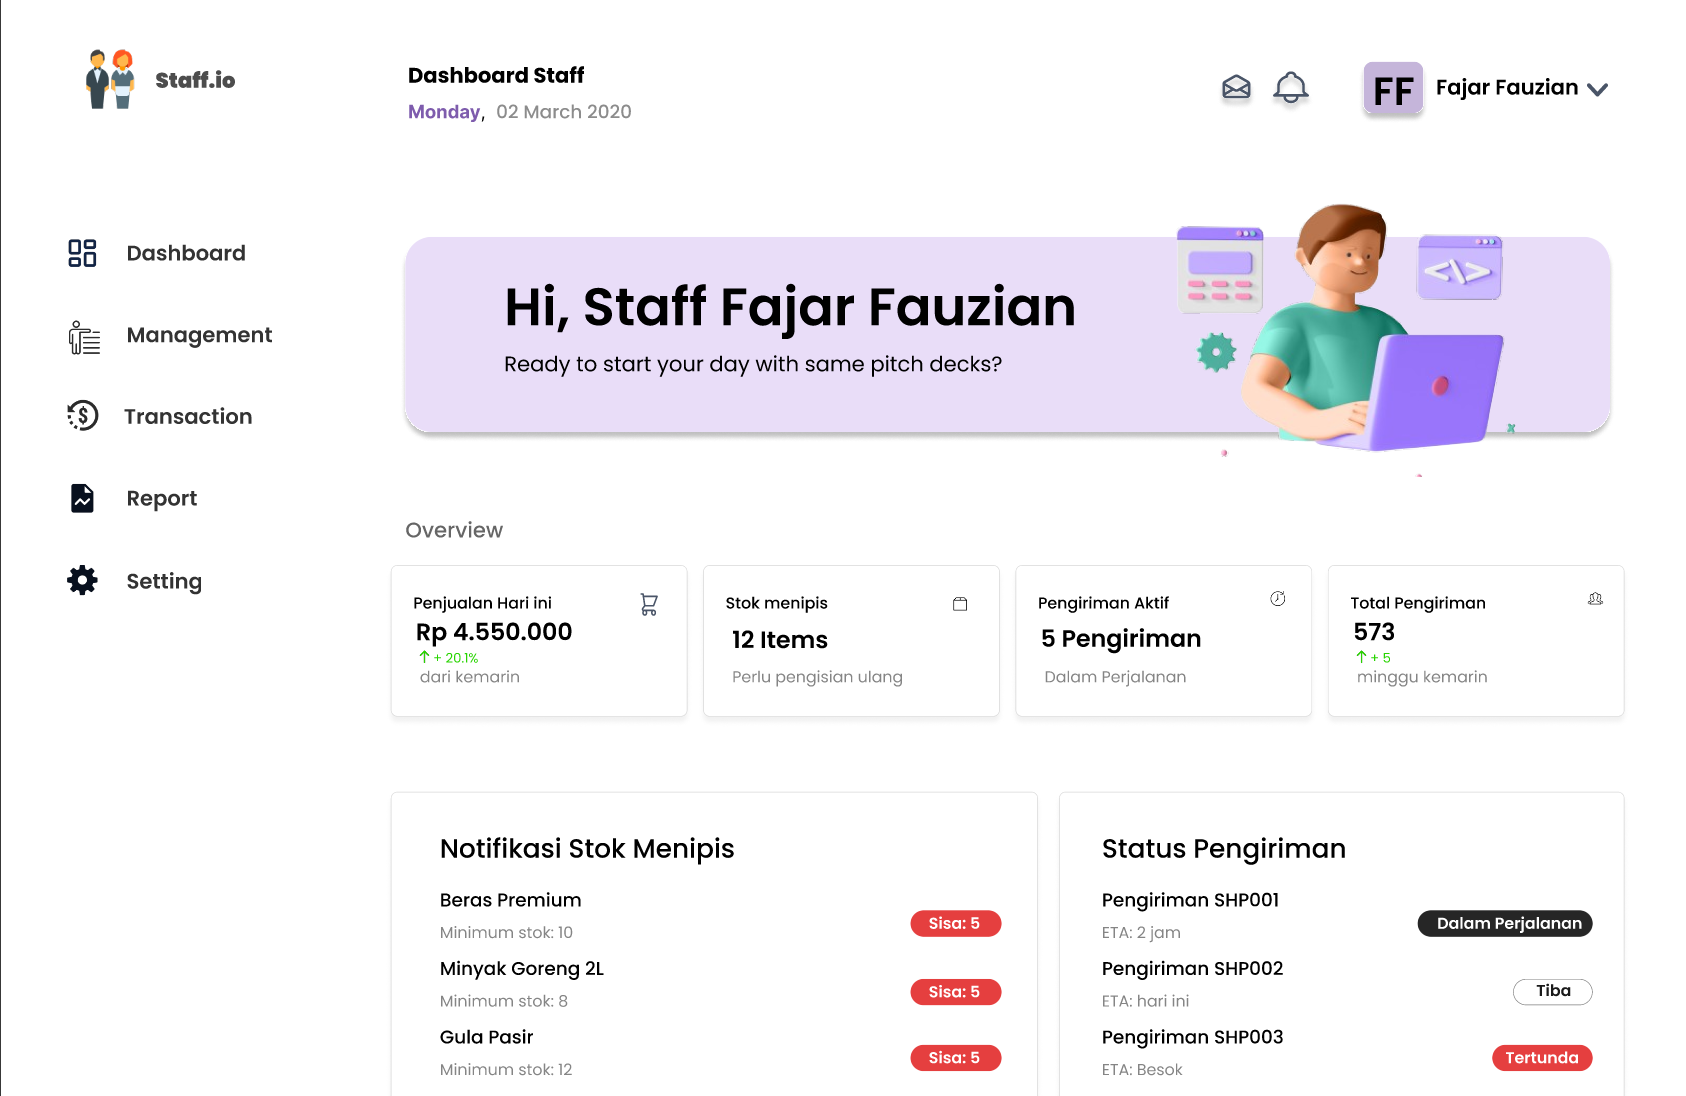 Staff.io
Dashboard Staff
Monday, 02 March 2020
FF
Fajar Fauzian
Dashboard
Management
Transaction
Report
Setting
Hi, Staff Fajar Fauzian
Ready to start your day with same pitch decks?
</>
Overview
Penjualan Hari ini
Rp 4.550.000
+ 20.1%
dari kemarin
Stok menipis
12 Items
Perlu pengisian ulang
Pengiriman Aktif
5 Pengiriman
Dalam Perjalanan
Total Pengiriman
573
+ 5
minggu kemarin
Notifikasi Stok Menipis
Beras Premium
Minimum stok: 10
Sisa: 5
Minyak Goreng 2L
Minimum stok: 8
Sisa: 5
Gula Pasir
Minimum stok: 12
Sisa: 5
Status Pengiriman
Pengiriman SHP001
ETA: 2 jam
Dalam Perjalanan
Pengiriman SHP002
ETA: hari ini
Tiba
Pengiriman SHP003
ETA: Besok
Tertunda